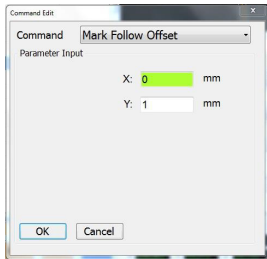 Command Edit
x
Command Mark Follow Offset
Parameter Input
X: 0 mm
Y: 1 mm
OK Cancel